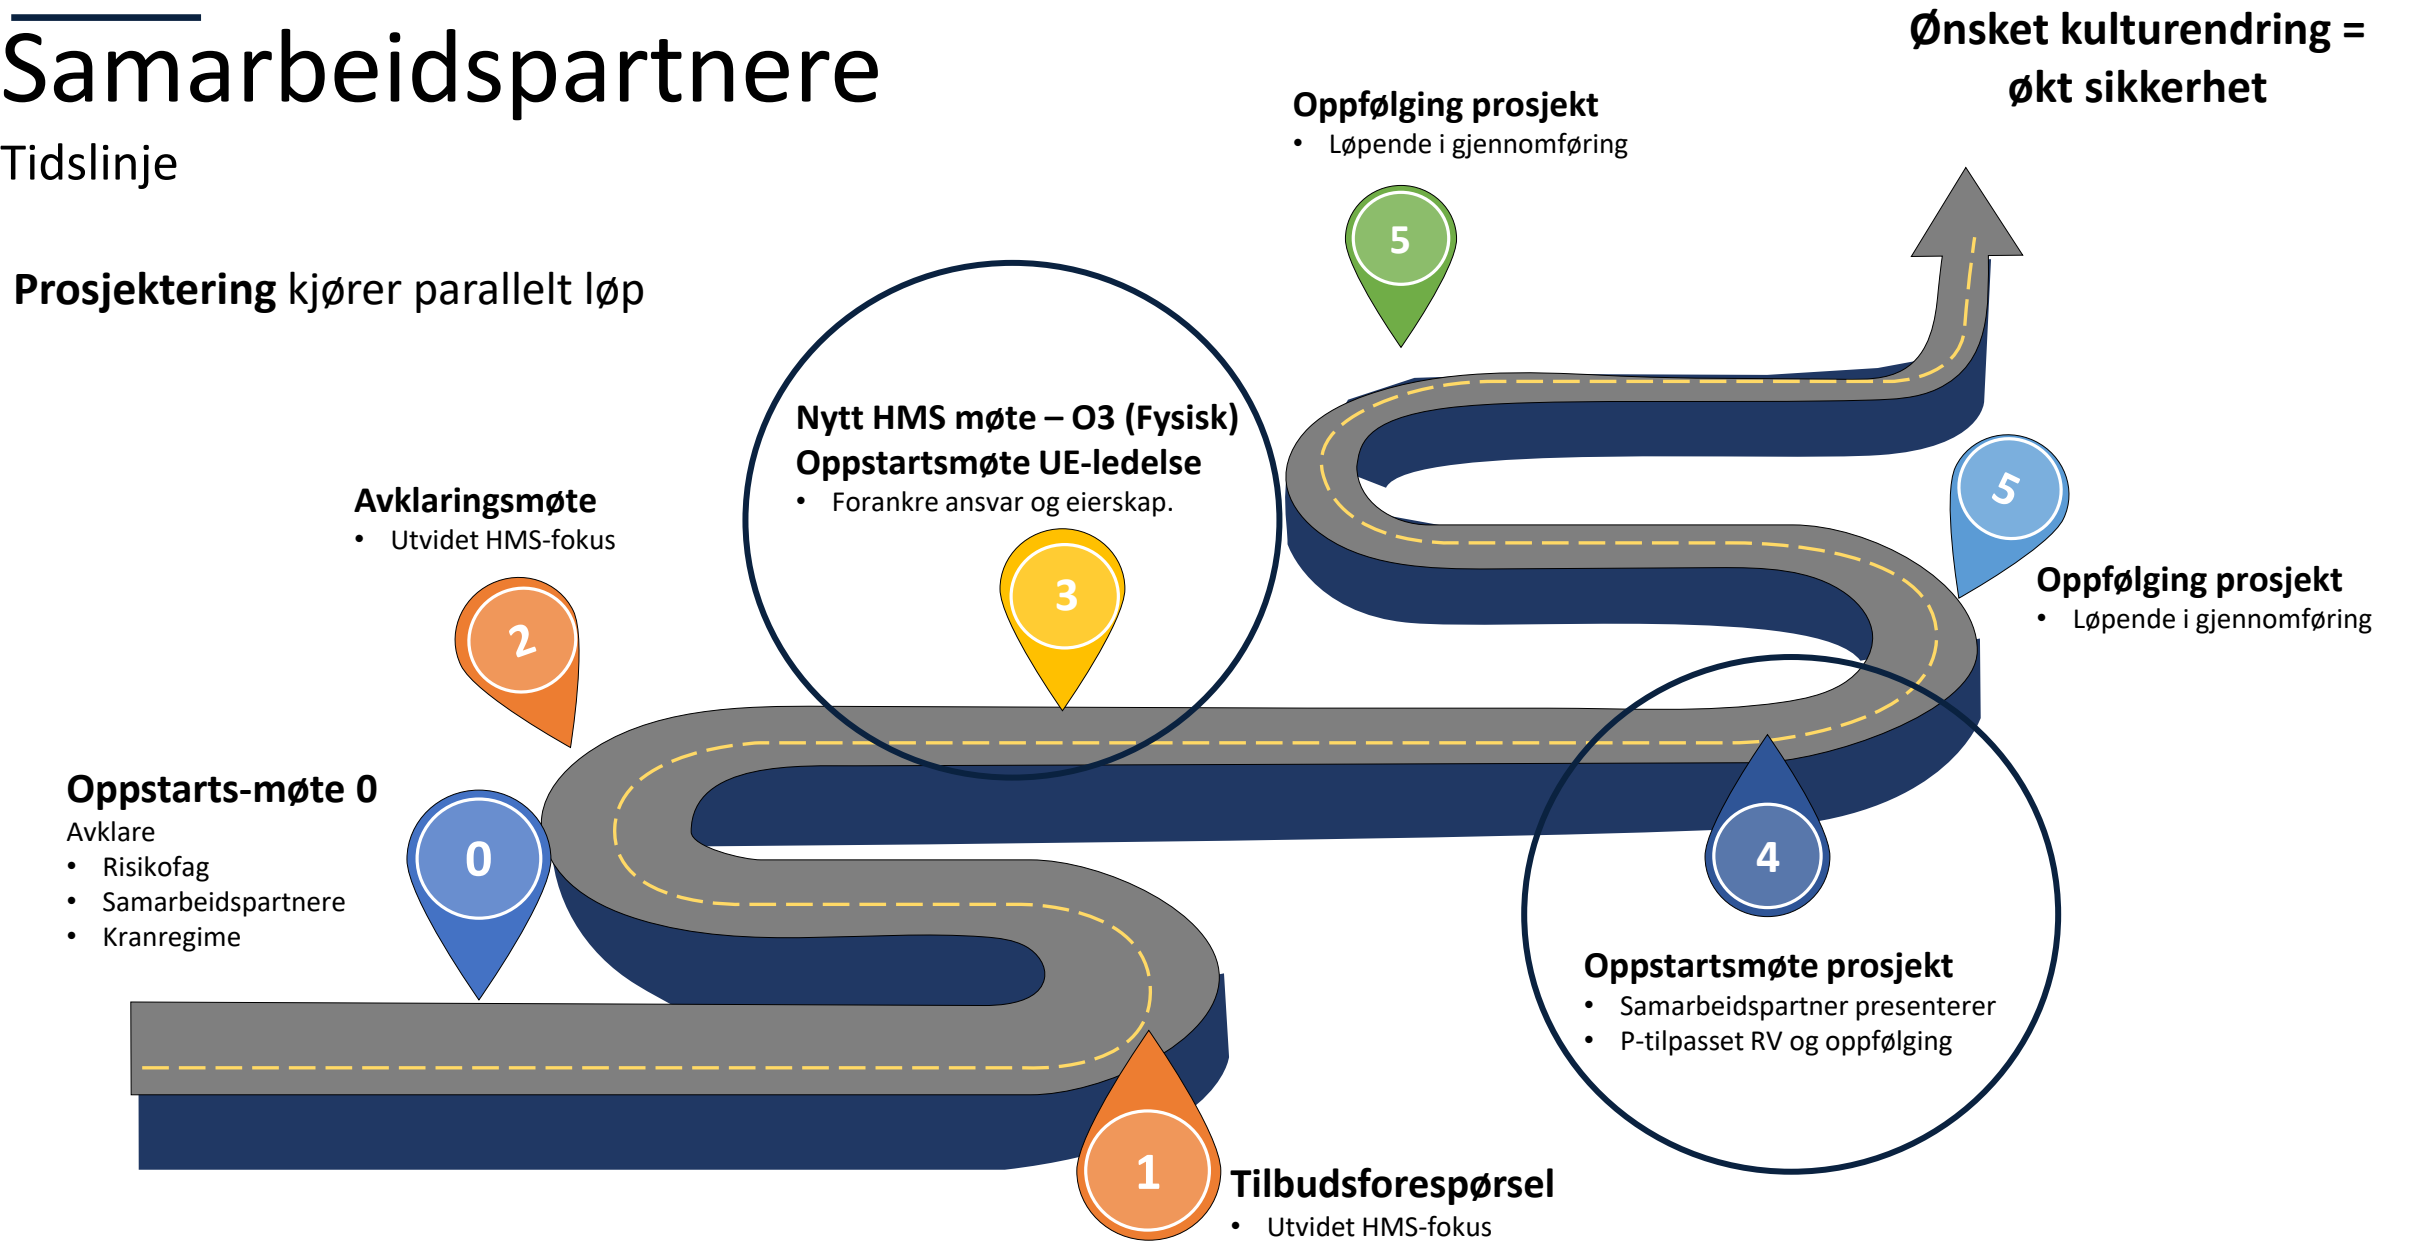 Samarbeidspartnere
Tidslinje
Prosjektering kjører parallelt løp
Ønsket kulturendring =
økt sikkerhet
Oppfølging prosjekt
• Løpende i gjennomføring
5
Nytt HMS møte – O3 (Fysisk)
Oppstartsmøte UE-ledelse
• Forankre ansvar og eierskap.
3
Avklaringsmøte
• Utvidet HMS-fokus
2
5
Oppfølging prosjekt
• Løpende i gjennomføring
Oppstarts-møte 0
Avklare
• Risikofag
• Samarbeidspartnere
• Kranregime
0
4
Oppstartsmøte prosjekt
• Samarbeidspartner presenterer
• P-tilpasset RV og oppfølging
1
Tilbudsforespørsel
• Utvidet HMS-fokus